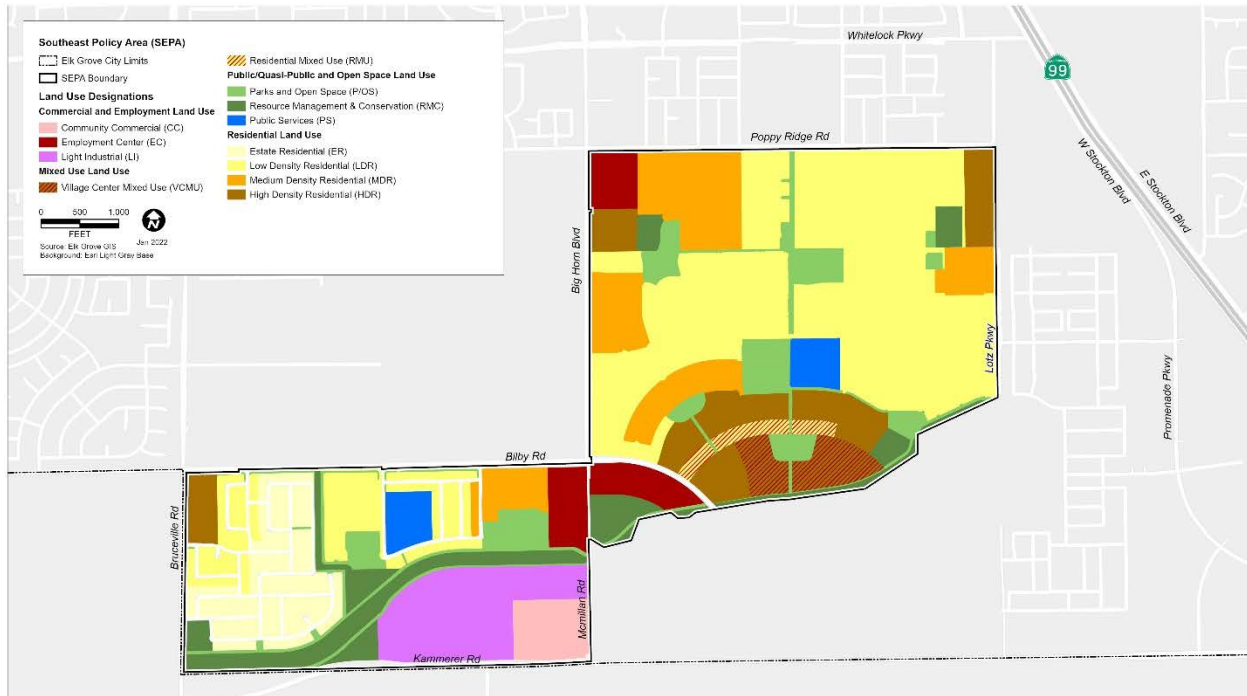 Southeast Policy Area (SEPA)
Elk Grove City Limits
SEPA Boundary
Land Use Designations
Commercial and Employment Land Use
Community Commercial (CC)
Employment Center (EC)
Light Industrial (LI)
Mixed Use Land Use
Village Center Mixed Use (VCMU)
Residential Mixed Use (RMU)
Public/Quasi-Public and Open Space Land Use
Parks and Open Space (P/OS)
Resource Management & Conservation (RMC)
Public Services (PS)
Residential Land Use
Estate Residential (ER)
Low Density Residential (LDR)
Medium Density Residential (MDR)
High Density Residential (HDR)
0 500 1,000
FEET
N
Jan 2022
Source: Elk Grove GIS
Background: Esri Light Gray Base
Whitelock Pkwy
99
Poppy Ridge Rd
W Stockton Blvd
E Stockton Blvd
Big Horn Blvd
Lotz Pkwy
Promenade Pkwy
Bilby Rd
Bruceville Rd
Mcmillan Rd
Kammerer Rd